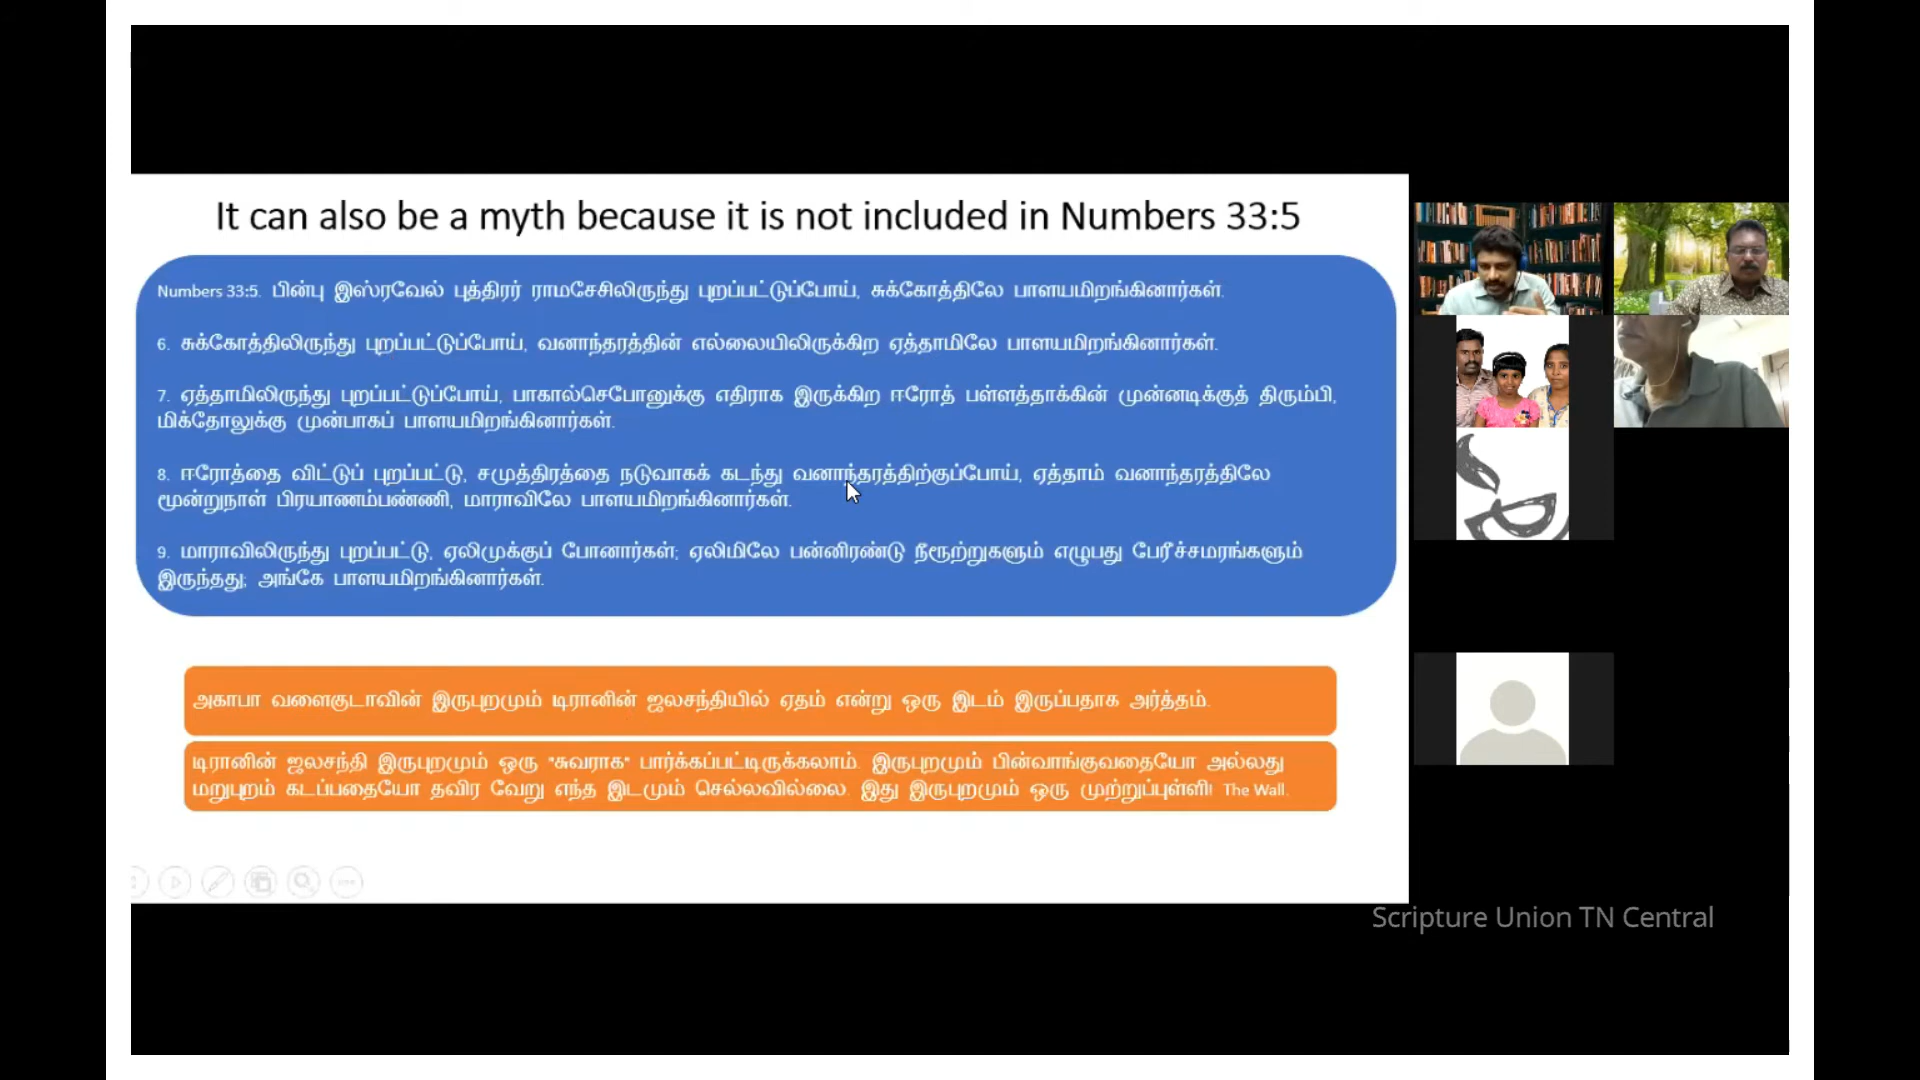 It can also be a myth because it is not included in Numbers 33:5
Numbers 33:5. பின்பு இஸ்ரவேல் புத்திரர் ராமசேசிலிருந்து புறப்பட்டுப்போய், சுக்கோத்திலே பாளயமிறங்கினார்கள்.
6. சுக்கோத்திலிருந்து புறப்பட்டுப்போய், வனாந்தரத்தின் எல்லையிலிருக்கிற ஏத்தாமிலே பாளயமிறங்கினார்கள்.
7. ஏத்தாமிலிருந்து புறப்பட்டுப்போய், பாகால்செபோனுக்கு எதிராக இருக்கிற ஈரோத் பள்ளத்தாக்கின் முன்னடிக்குத் திரும்பி,
மிக்தோலுக்கு முன்பாகப் பாளயமிறங்கினார்கள்.
8. ஈரோத்தை விட்டுப் புறப்பட்டு, சமுத்திரத்தை நடுவாகக் கடந்து வனாந்தரத்திற்குப்போய், ஏத்தாம் வனாந்தரத்திலே
மூன்றுநாள் பிரயாணம்பண்ணி, மாராவிலே பாளயமிறங்கினார்கள்.
9. மாராவிலிருந்து புறப்பட்டு, ஏலிமுக்குப் போனார்கள்; ஏலிமிலே பன்னிரண்டு நீரூற்றுகளும் எழுபது பேரீச்சமரங்களும்
இருந்தது; அங்கே பாளயமிறங்கினார்கள்.
அகாபா வளைகுடாவின் இருபுறமும் டிரானின் ஜலசந்தியில் ஏதம் என்று ஒரு இடம் இருப்பதாக அர்த்தம்.
டிரானின் ஜலசந்தி இருபுறமும் ஒரு "சுவராக" பார்க்கப்பட்டிருக்கலாம். இருபுறமும் பின்வாங்குவதையோ அல்லது
மறுபுறம் கடப்பதையோ தவிர வேறு எந்த இடமும் செல்லவில்லை. இது இருபுறமும் ஒரு முற்றுப்புள்ளி! The Wall.
Scripture Union TN Central